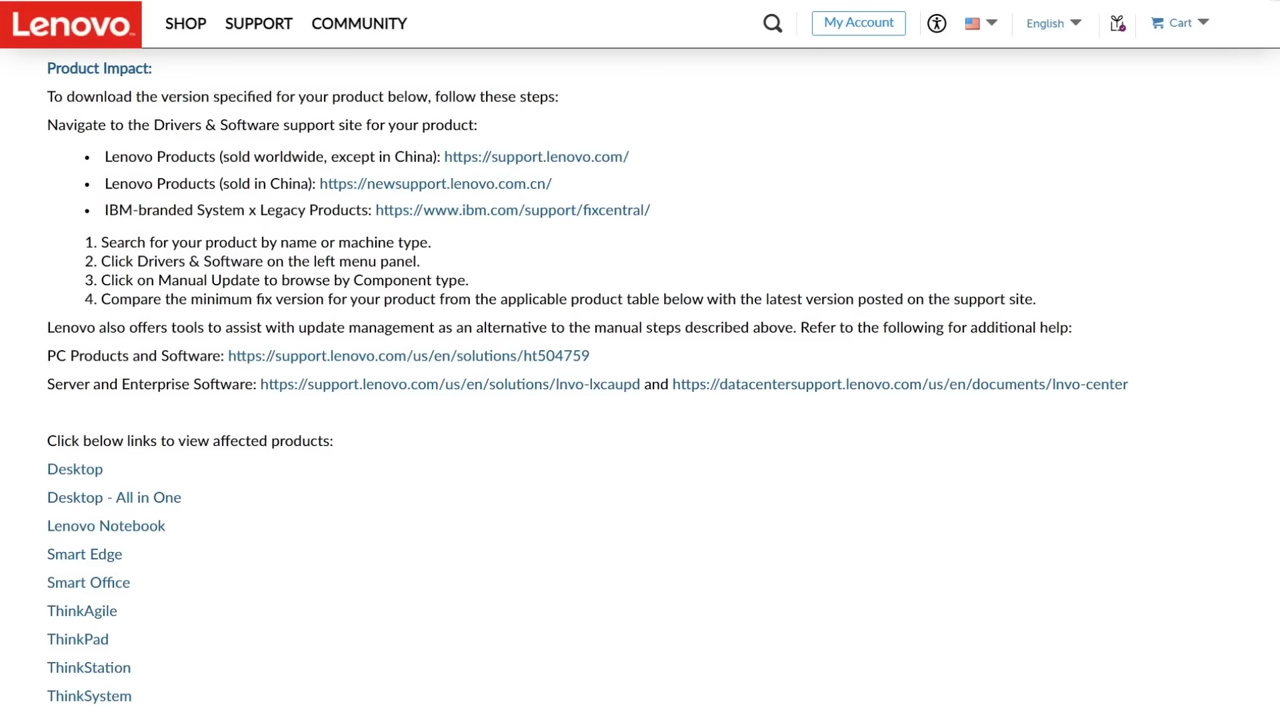 Lenovo SHOP SUPPORT COMMUNITY My Account English Cart
Product Impact:
To download the version specified for your product below, follow these steps:
Navigate to the Drivers & Software support site for your product:
• Lenovo Products (sold worldwide, except in China): https://support.lenovo.com/
• Lenovo Products (sold in China): https://newsupport.lenovo.com.cn/
• IBM-branded System x Legacy Products: https://www.ibm.com/support/fixcentral/
1. Search for your product by name or machine type.
2. Click Drivers & Software on the left menu panel.
3. Click on Manual Update to browse by Component type.
4. Compare the minimum fix version for your product from the applicable product table below with the latest version posted on the support site.
Lenovo also offers tools to assist with update management as an alternative to the manual steps described above. Refer to the following for additional help:
PC Products and Software: https://support.lenovo.com/us/en/solutions/ht504759
Server and Enterprise Software: https://support.lenovo.com/us/en/solutions/lnvo-lxcaupd and https://datacentersupport.lenovo.com/us/en/documents/lnvo-center
Click below links to view affected products:
Desktop
Desktop - All in One
Lenovo Notebook
Smart Edge
Smart Office
ThinkAgile
ThinkPad
ThinkStation
ThinkSystem